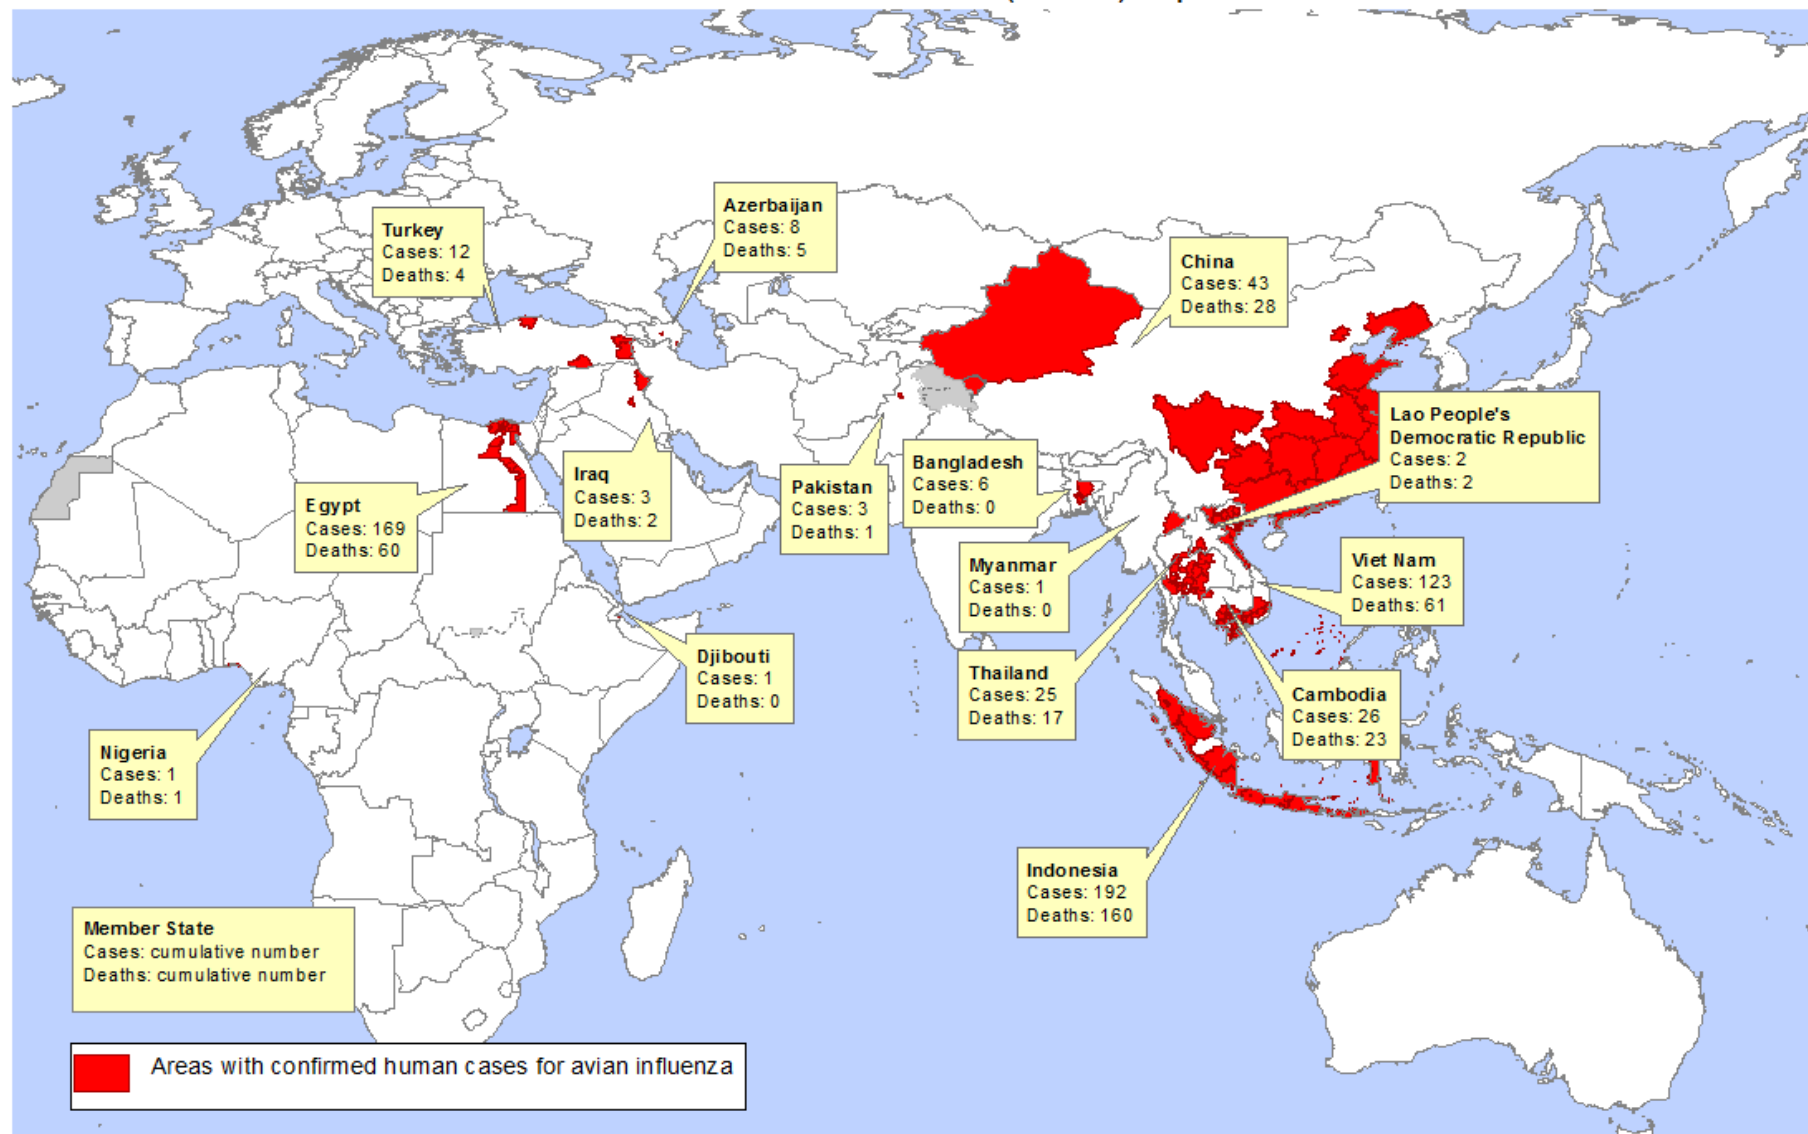 Azerbaijan
Cases: 8
Deaths: 5
Turkey
Cases: 12
Deaths: 4
China
Cases: 43
Deaths: 28
Lao People's
Democratic Republic
Cases: 2
Deaths: 2
Bangladesh
Cases: 6
Deaths: 0
Iraq
Cases: 3
Deaths: 2
Pakistan
Cases: 3
Deaths: 1
Egypt
Cases: 169
Deaths: 60
Myanmar
Cases: 1
Deaths: 0
Viet Nam
Cases: 123
Deaths: 61
Djibouti
Cases: 1
Deaths: 0
Thailand
Cases: 25
Deaths: 17
Cambodia
Cases: 26
Deaths: 23
Nigeria
Cases: 1
Deaths: 1
Indonesia
Cases: 192
Deaths: 160
Member State
Cases: cumulative number
Deaths: cumulative number
Areas with confirmed human cases for avian influenza